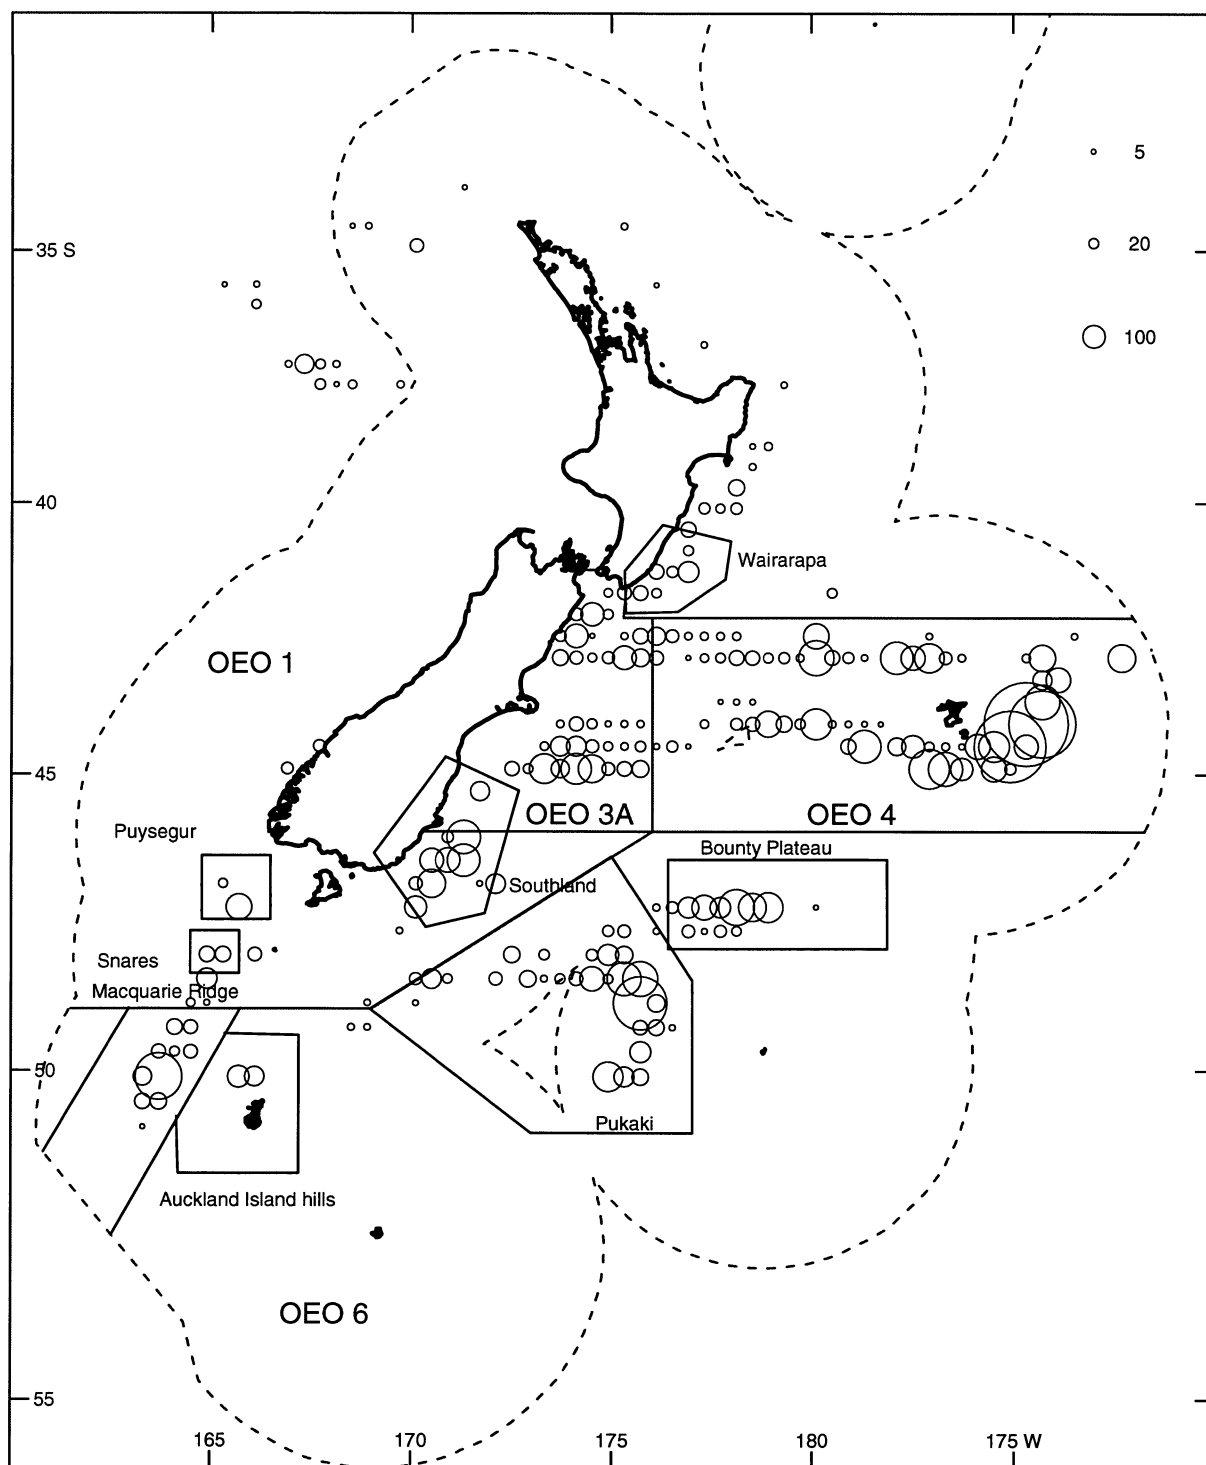 5
35 S
20
100
40
Wairarapa
OEO 1
45
OEO 3A
OEO 4
Puysegur
Bounty Plateau
Southland
Snares
Macquarie Ridge
50
Pukaki
Auckland Island hills
OEO 6
55
165
170
175
180
175 W